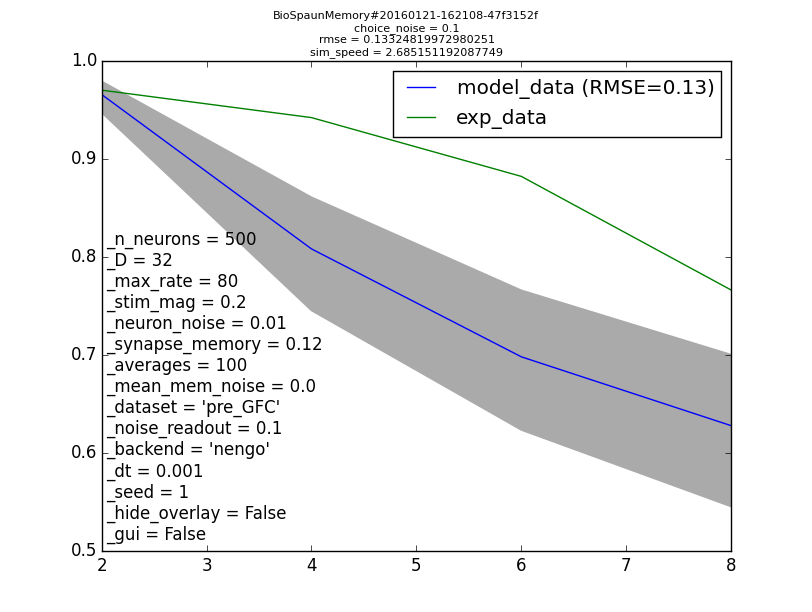 BioSpaunMemory#20160121-162108-47f3152f
choice_noise = 0.1
rmse = 0.13324819972980251
sim_speed = 2.685151192087749
1.0
model_data (RMSE=0.13)
exp_data
0.9
0.8
0.7
0.6
0.5
_n_neurons = 500
_D = 32
_max_rate = 80
_stim_mag = 0.2
_neuron_noise = 0.01
_synapse_memory = 0.12
_averages = 100
_mean_mem_noise = 0.0
_dataset = 'pre_GFC'
_noise_readout = 0.1
_backend = 'nengo'
_dt = 0.001
_seed = 1
_hide_overlay = False
_gui = False
2 3 4 5 6 7 8